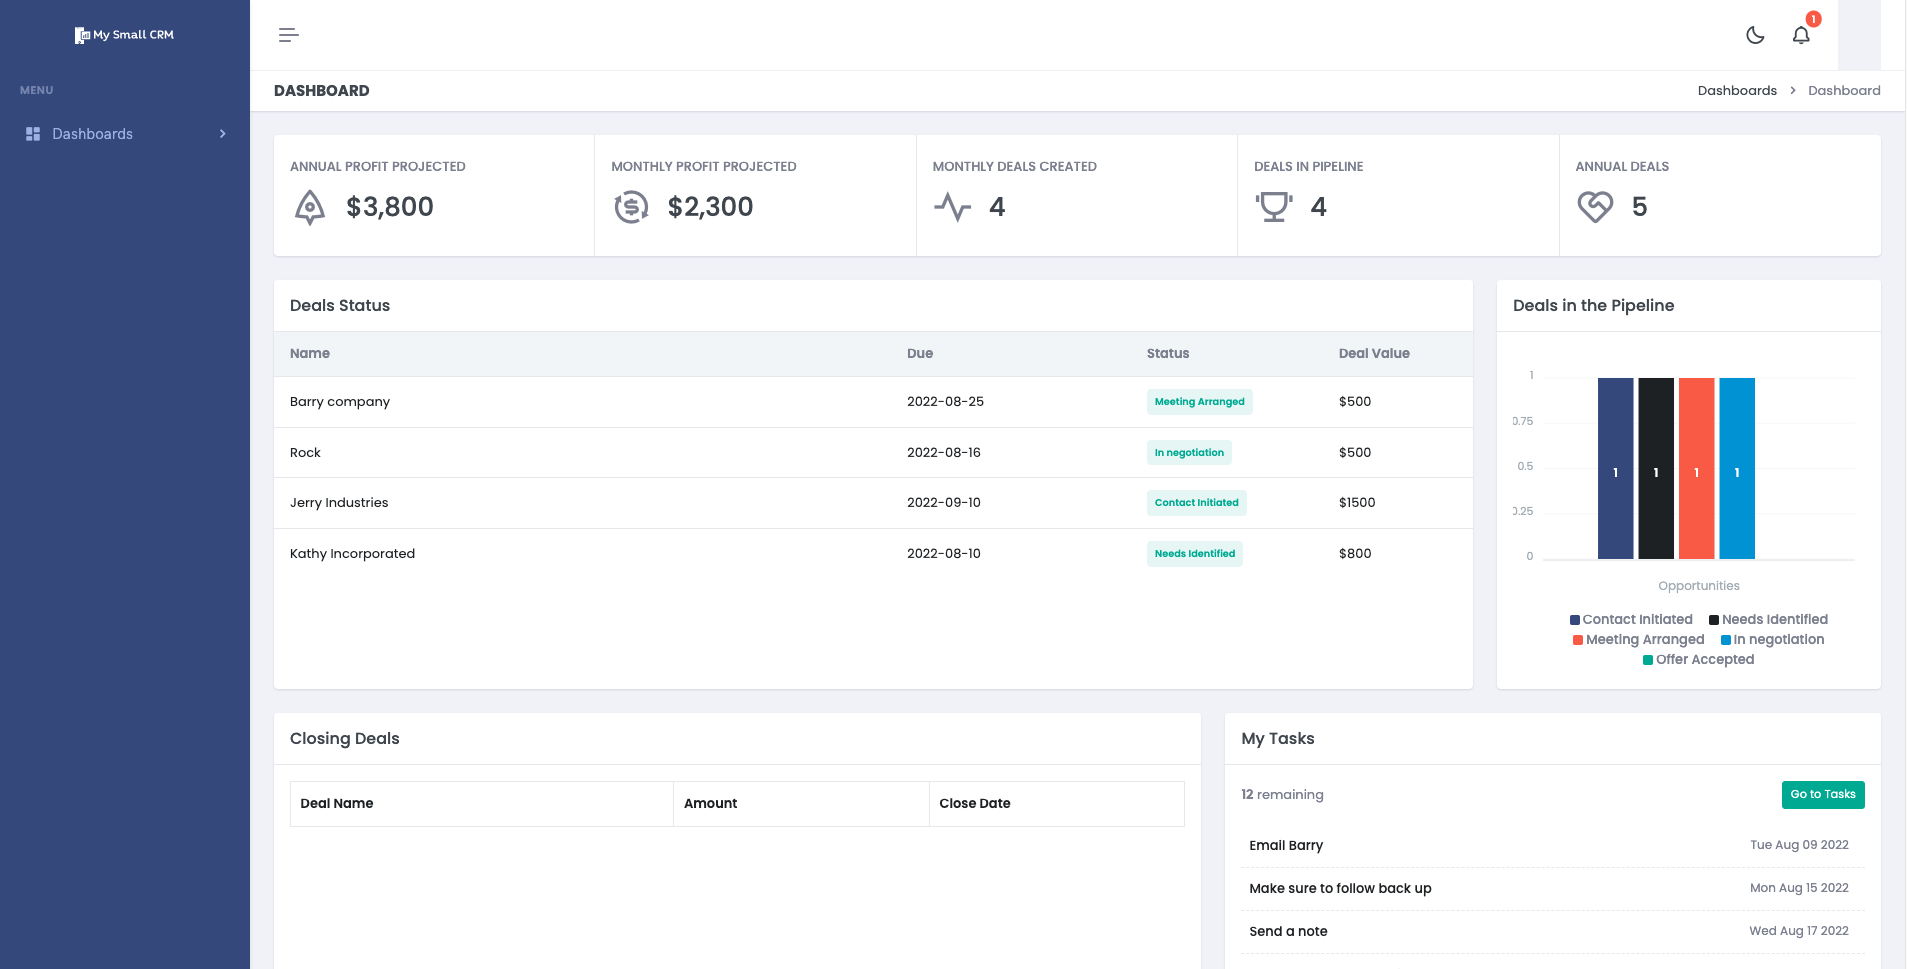 My Small CRM
1
MENU
Dashboards
DASHBOARD
Dashboards > Dashboard
ANNUAL PROFIT PROJECTED
$3,800
MONTHLY PROFIT PROJECTED
$2,300
MONTHLY DEALS CREATED
4
DEALS IN PIPELINE
4
ANNUAL DEALS
5
Deals Status
Name Due Status Deal Value
Barry company 2022-08-25 Meeting Arranged $500
Rock 2022-08-16 In negotiation $500
Jerry Industries 2022-09-10 Contact Initiated $1500
Kathy Incorporated 2022-08-10 Needs Identified $800
Deals in the Pipeline
1
0.75
0.5
0.25
0
1 1 1 1
Opportunities
Contact Initiated Needs Identified
Meeting Arranged In negotiation
Offer Accepted
Closing Deals
Deal Name Amount Close Date
My Tasks
12 remaining Go to Tasks
Email Barry Tue Aug 09 2022
Make sure to follow back up Mon Aug 15 2022
Send a note Wed Aug 17 2022